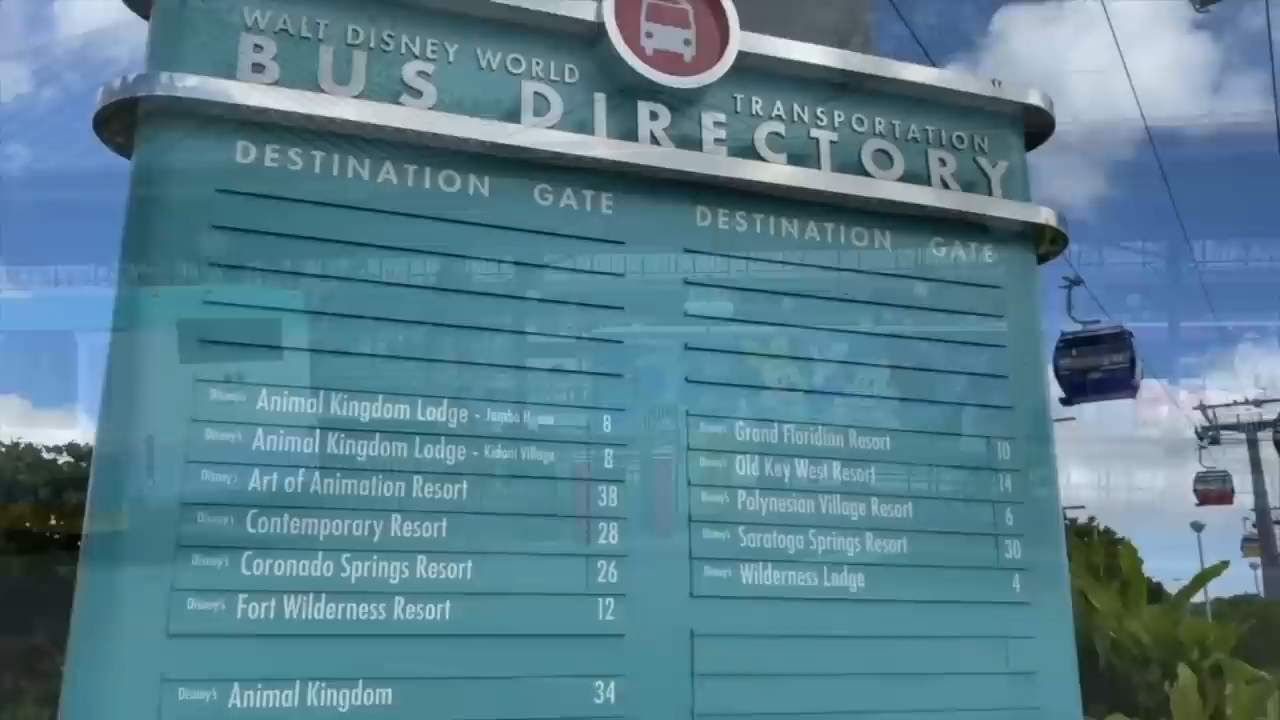 WALT DISNEY WORLD TRANSPORTATION
BUS DIRECTORY
DESTINATION GATE
Disney's Animal Kingdom Lodge - Jambo House 8
Disney's Animal Kingdom Lodge - Kidani Village 8
Disney's Art of Animation Resort 38
Disney's Contemporary Resort 28
Disney's Coronado Springs Resort 26
Disney's Fort Wilderness Resort 12
Disney's Animal Kingdom 34
DESTINATION GATE
Disney's Grand Floridian Resort 10
Disney's Old Key West Resort 14
Disney's Polynesian Village Resort 6
Disney's Saratoga Springs Resort 30
Disney's Wilderness Lodge 4